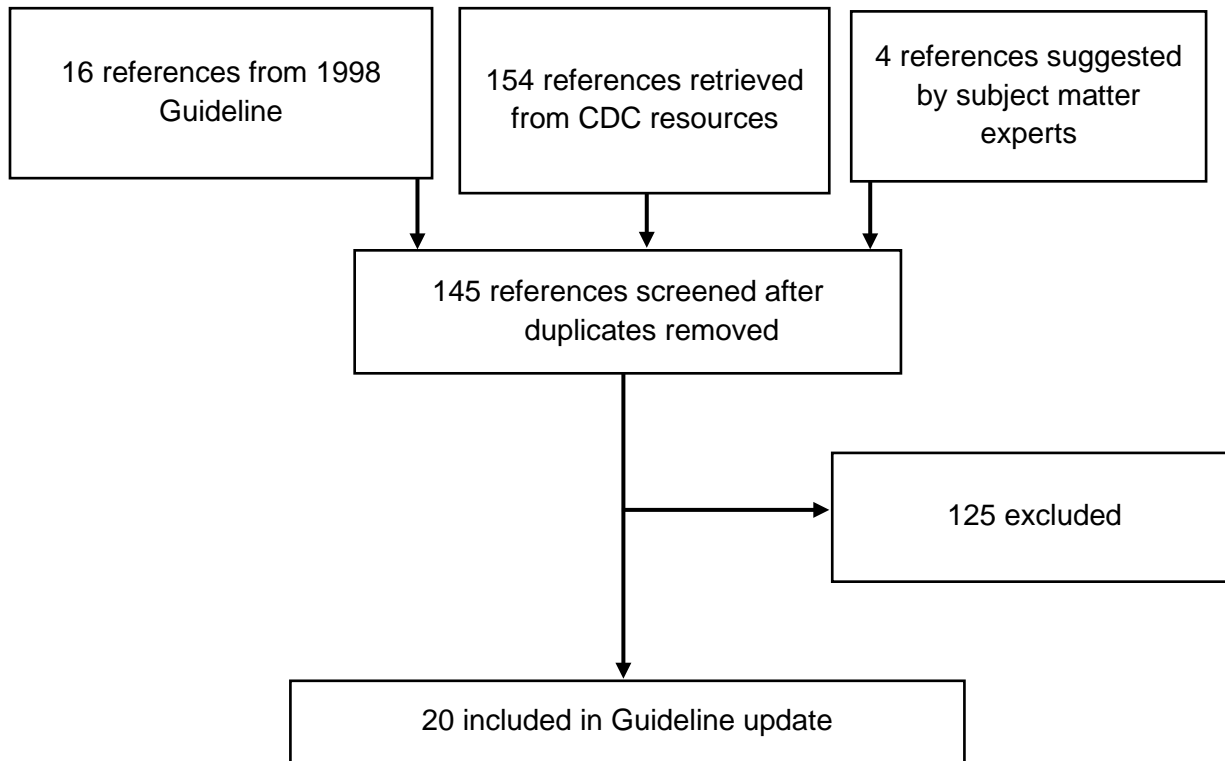 16 references from 1998
Guideline
154 references retrieved
from CDC resources
4 references suggested
by subject matter
experts
145 references screened after
duplicates removed
125 excluded
20 included in Guideline update